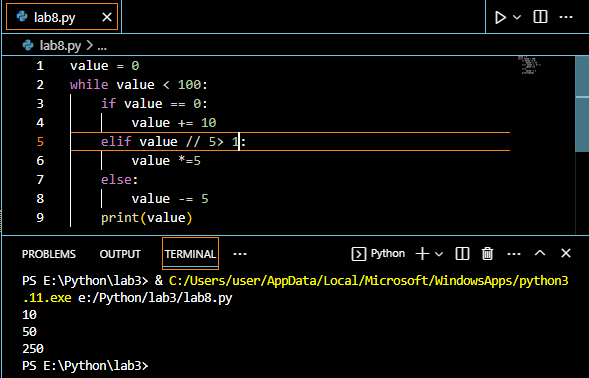 lab8.py
lab8.py > ...
1 value = 0
2 while value < 100:
3     if value == 0:
4         value += 10
5     elif value // 5> 1:
6         value *=5
7     else:
8         value -= 5
9     print(value)
PROBLEMS OUTPUT TERMINAL ... Python
PS E:\Python\lab3> & C:/Users/user/AppData/Local/Microsoft/WindowsApps/python3
.11.exe e:/Python/lab3/lab8.py
10
50
250
PS E:\Python\lab3>